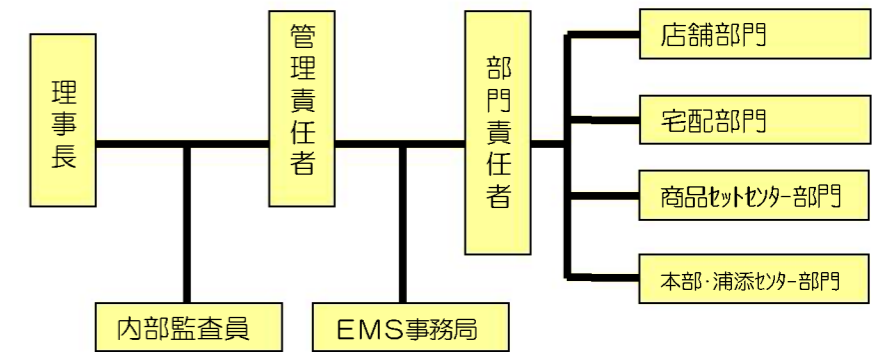 理事長
管理責任者
部門責任者
店舗部門
宅配部門
商品ｾｯﾄｾﾝﾀｰ部門
本部・浦添ｾﾝﾀｰ部門
内部監査員
ＥＭＳ事務局